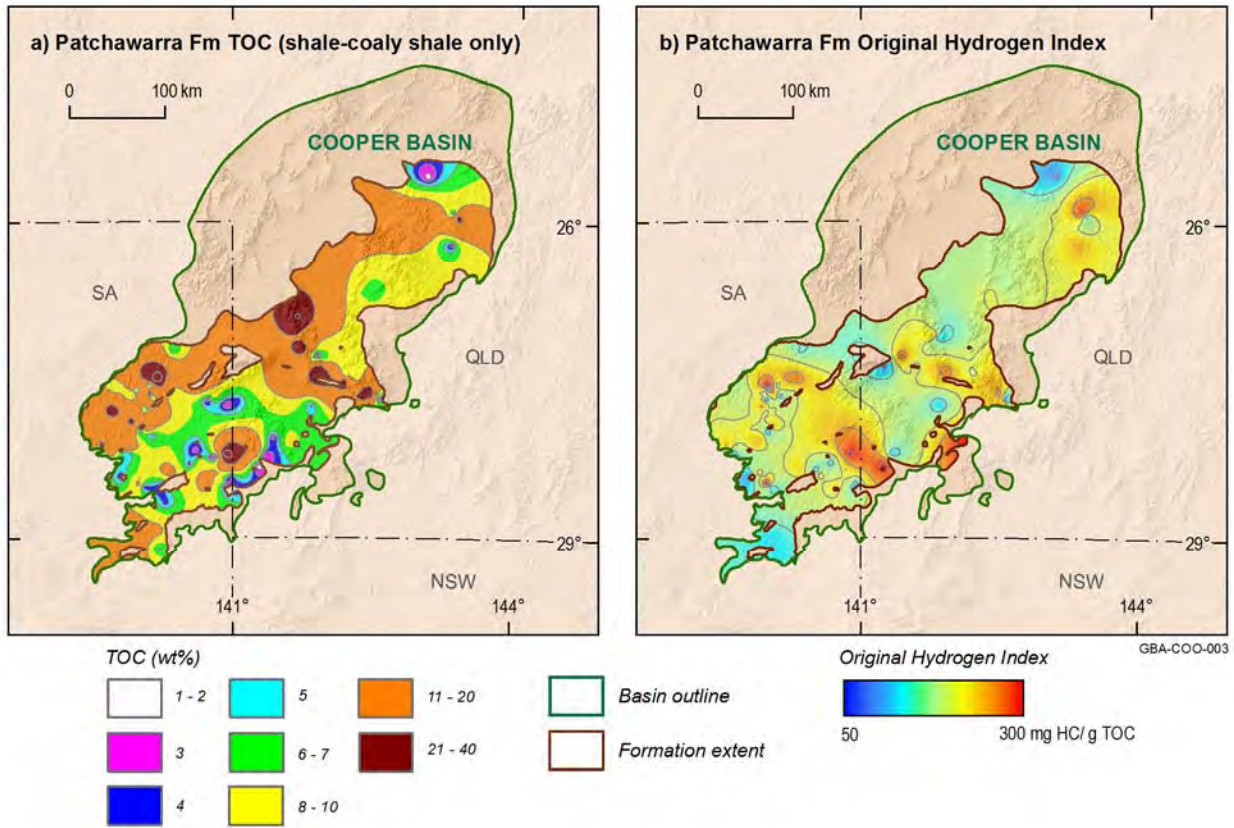 a) Patchawarra Fm TOC (shale-coaly shale only)
0 100 km
COOPER BASIN
26°
SA
QLD
29°
NSW
141° 144°
b) Patchawarra Fm Original Hydrogen Index
0 100 km
COOPER BASIN
26°
SA
QLD
29°
NSW
141° 144°
GBA-COO-003
TOC (wt%)
1 - 2
3
4
5
6 - 7
8 - 10
11 - 20
21 - 40
Basin outline
Formation extent
Original Hydrogen Index
50 300 mg HC/ g TOC